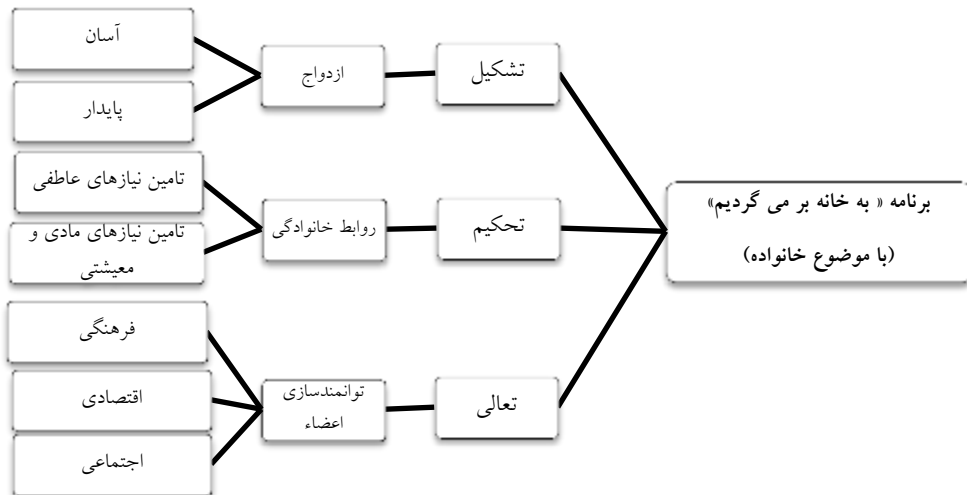 برنامه « به خانه بر می گردیم»
(با موضوع خانواده)
تشکیل
ازدواج
آسان
پایدار
تحکیم
روابط خانوادگی
تامین نیازهای عاطفی
تامین نیازهای مادی و
معیشتی
تعالی
توانمندسازی
اعضاء
فرهنگی
اقتصادی
اجتماعی